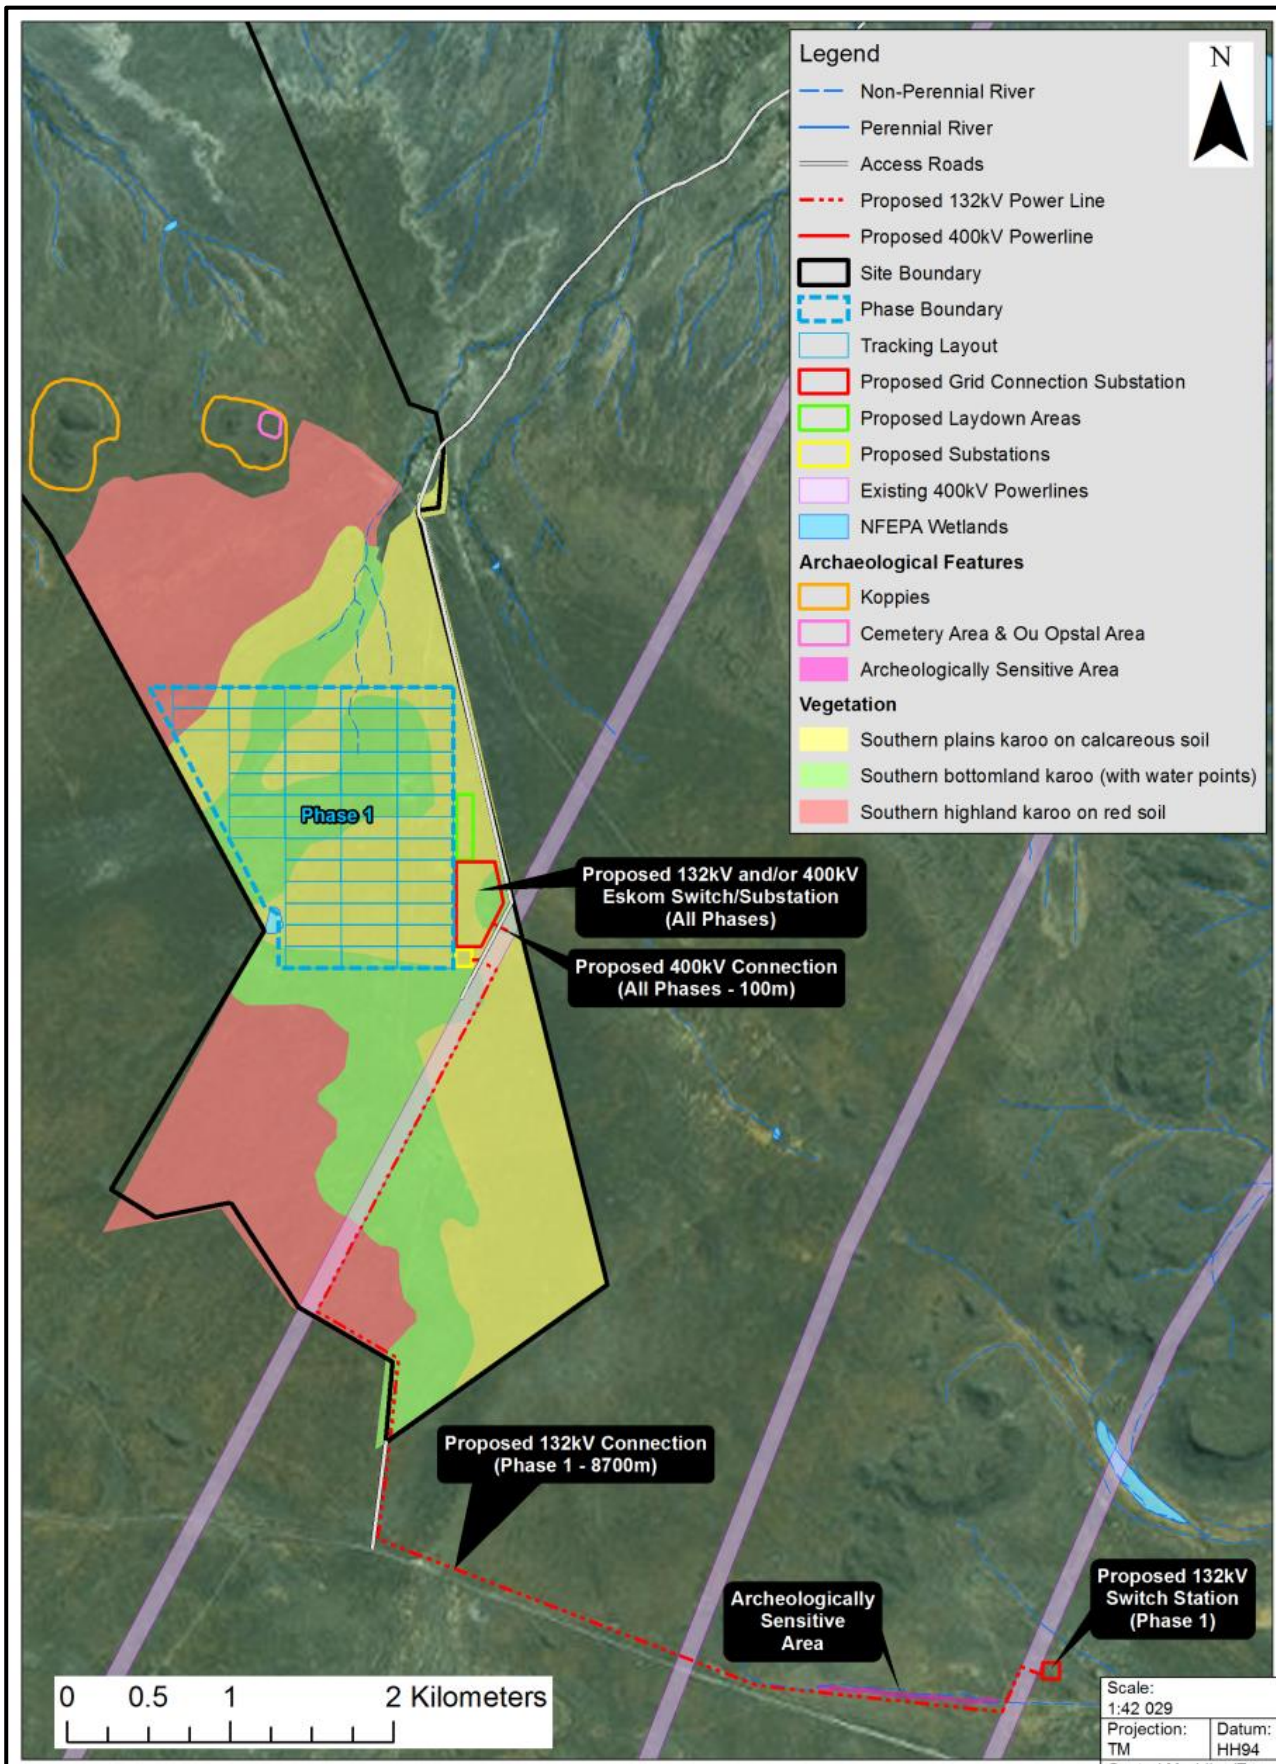 Legend
N
Non-Perennial River
Perennial River
Access Roads
Proposed 132kV Power Line
Proposed 400kV Powerline
Site Boundary
Phase Boundary
Tracking Layout
Proposed Grid Connection Substation
Proposed Laydown Areas
Proposed Substations
Existing 400kV Powerlines
NFEPA Wetlands
Archaeological Features
Koppies
Cemetery Area & Ou Opstal Area
Archeologically Sensitive Area
Vegetation
Southern plains karoo on calcareous soil
Southern bottomland karoo (with water points)
Southern highland karoo on red soil
Phase 1
Proposed 132kV and/or 400kV
Eskom Switch/Substation
(All Phases)
Proposed 400kV Connection
(All Phases - 100m)
Proposed 132kV Connection
(Phase 1 - 8700m)
Archeologically
Sensitive
Area
Proposed 132kV
Switch Station
(Phase 1)
0 0.5 1 2 Kilometers
Scale:
1:42 029
Projection:
TM
Datum:
HH94